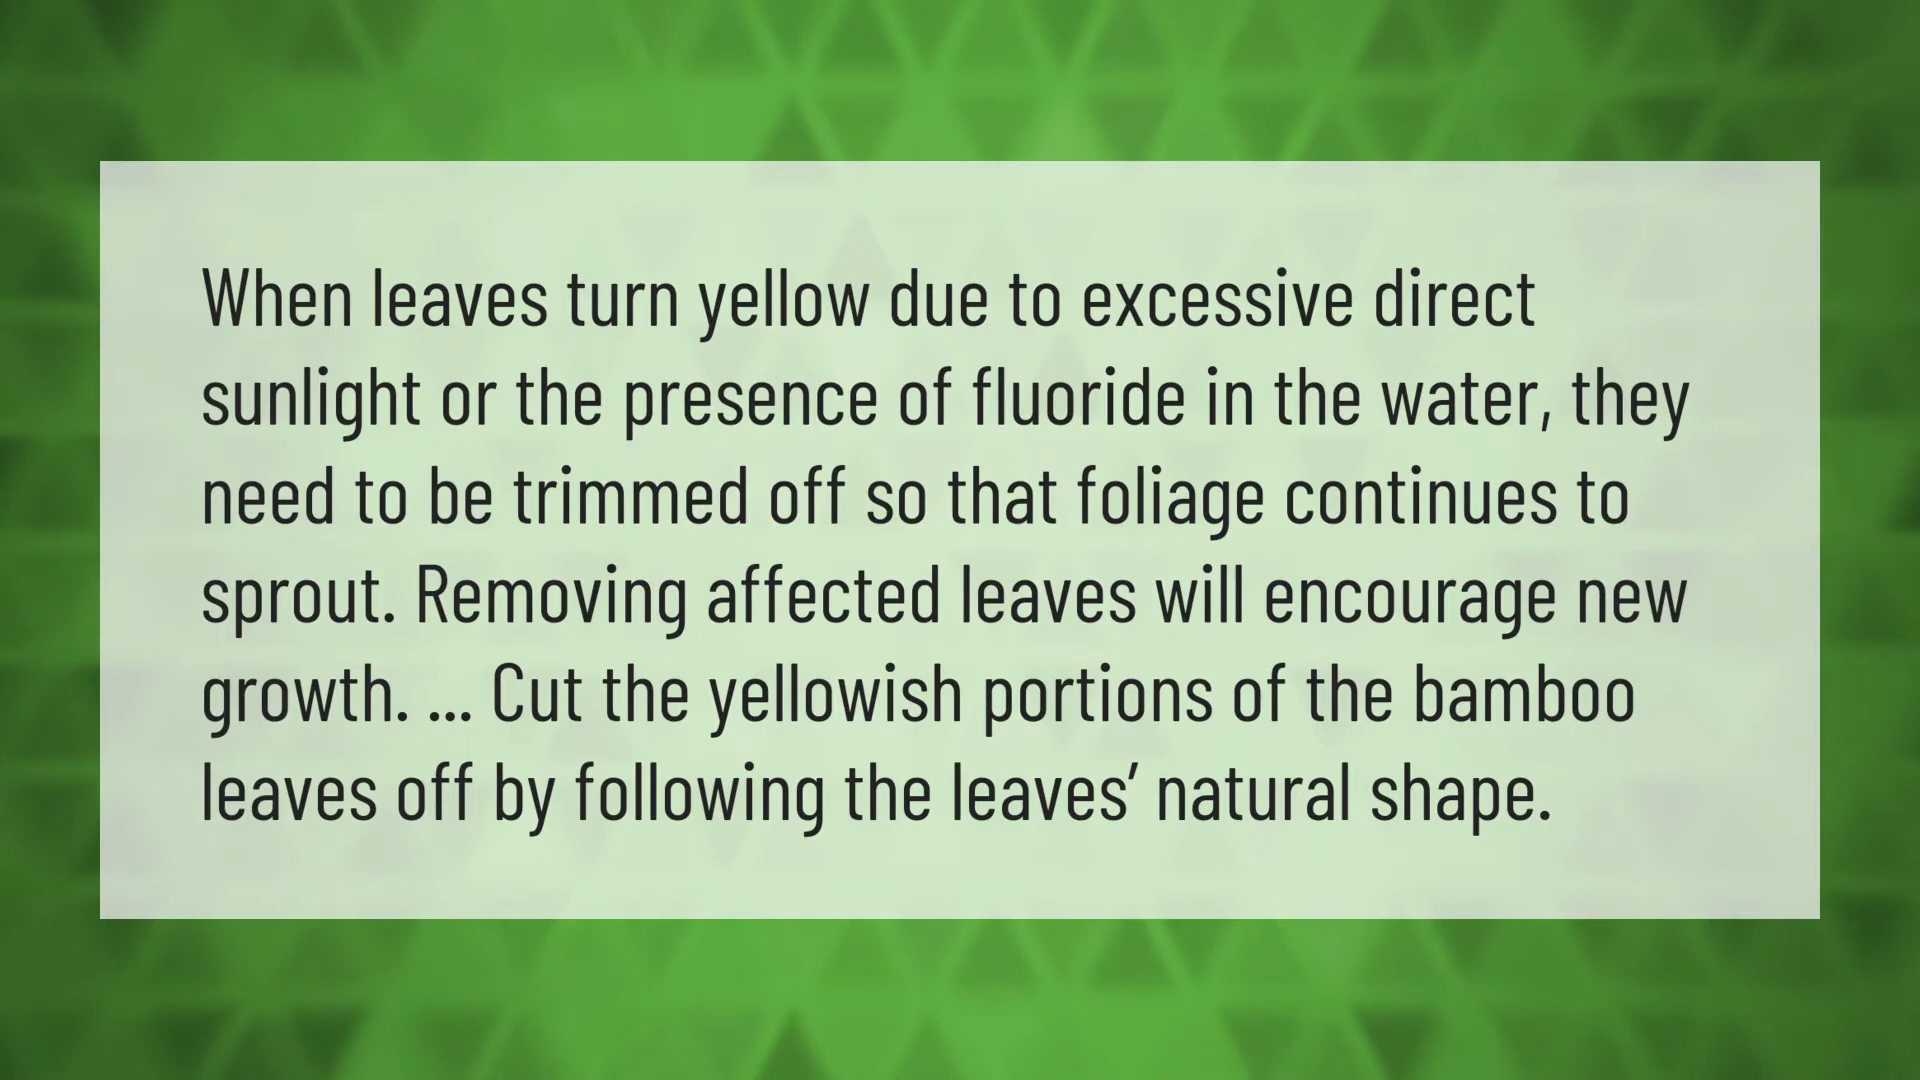 When leaves turn yellow due to excessive direct
sunlight or the presence of fluoride in the water, they
need to be trimmed off so that foliage continues to
sprout. Removing affected leaves will encourage new
growth. ... Cut the yellowish portions of the bamboo
leaves off by following the leaves’ natural shape.